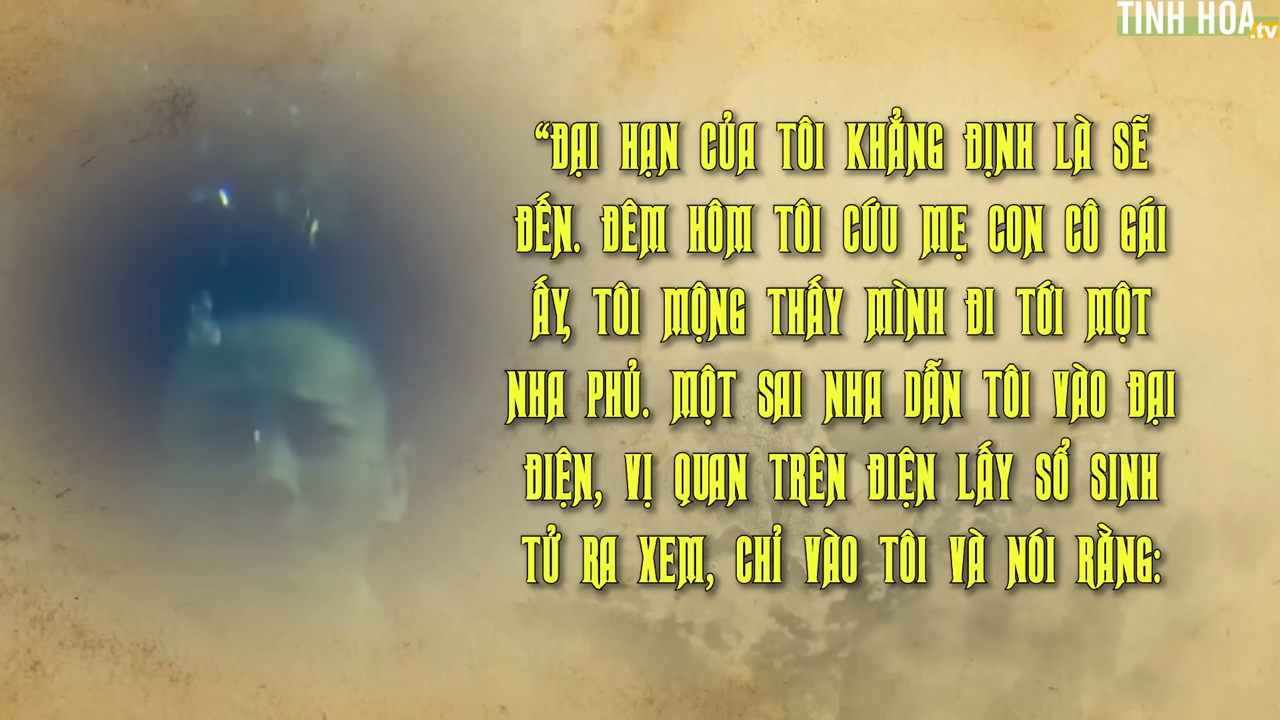 TINH HOA.tv
“ĐẠI HẠN CỦA TÔI KHẲNG ĐỊNH LÀ SẼ
ĐẾN. ĐÊM HÔM TÔI CỨU MẸ CON CÔ GÁI
ẤY, TÔI MỘNG THẤY MÌNH ĐI TỚI MỘT
NHA PHỦ. MỘT SAI NHA DẪN TÔI VÀO ĐẠI
ĐIỆN, VỊ QUAN TRÊN ĐIỆN LẤY SỔ SINH
TỬ RA XEM, CHỈ VÀO TÔI VÀ NÓI RẰNG: